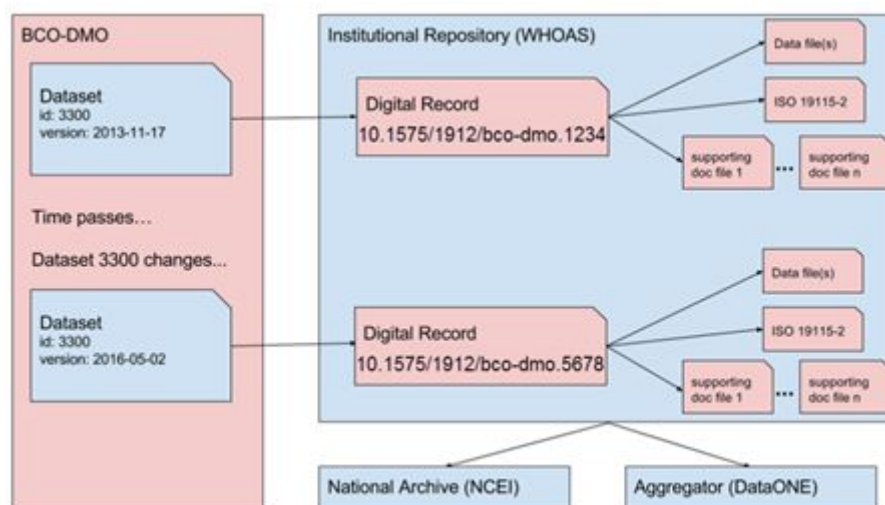 BCO-DMO
Dataset
id: 3300
version: 2013-11-17
Time passes…
Dataset 3300 changes...
Dataset
id: 3300
version: 2016-05-02
Institutional Repository (WHOAS)
Digital Record
10.1575/1912/bco-dmo.1234
Data file(s)
ISO 19115-2
supporting
doc file 1
...
supporting
doc file n
Digital Record
10.1575/1912/bco-dmo.5678
Data file(s)
ISO 19115-2
supporting
doc file 1
...
supporting
doc file n
National Archive (NCEI)
Aggregator (DataONE)